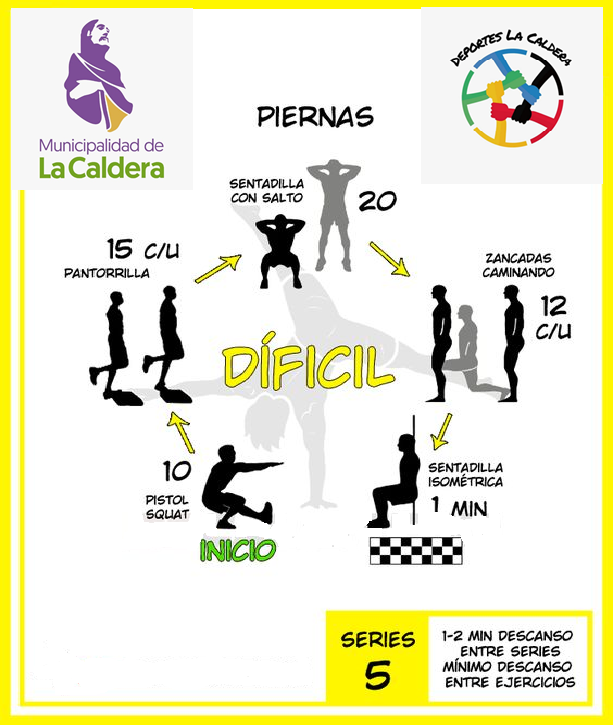 Municipalidad de
La Caldera
DEPORTES LA CALDERA
PIERNAS
SENTADILLA
CON SALTO
20
15 C/U
PANTORRILLA
ZANCADAS
CAMINANDO
12
C/U
DÍFICIL
10
PISTOL
SQUAT
INICIO
SENTADILLA
ISOMÉTRICA
1 MIN
SERIES
5
1-2 MIN DESCANSO
ENTRE SERIES
MÍNIMO DESCANSO
ENTRE EJERCICIOS